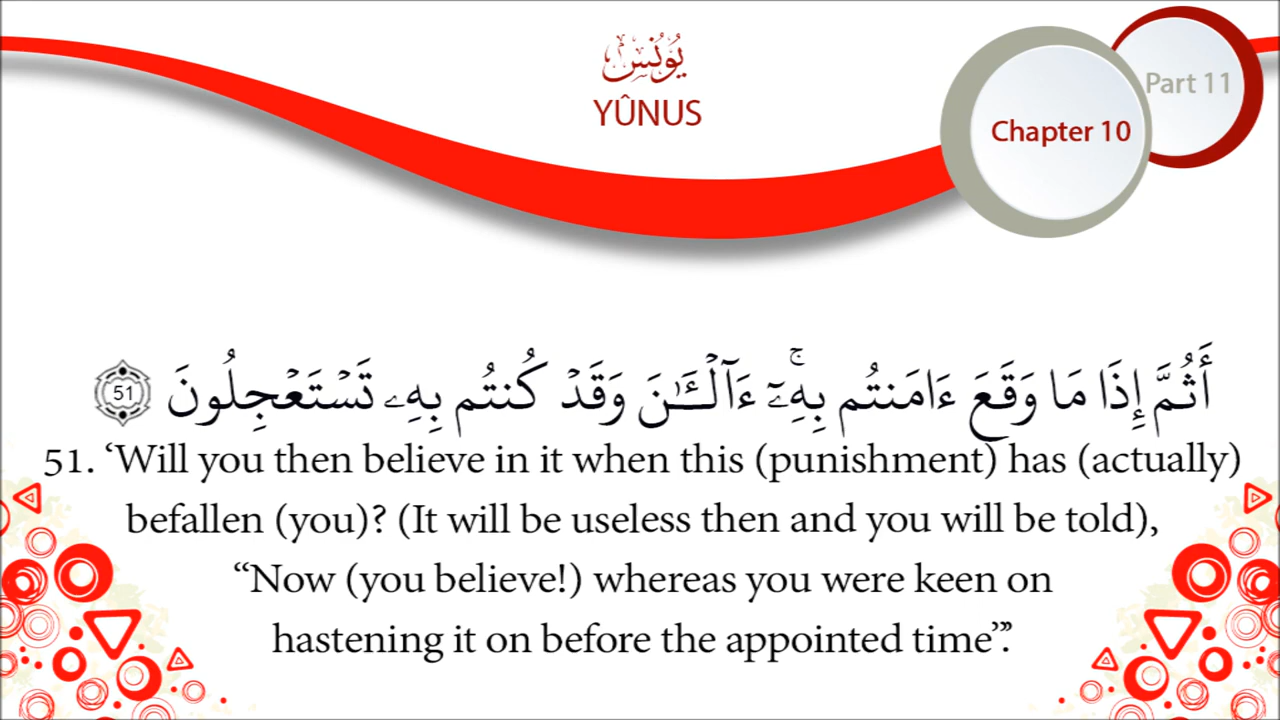 يُونُس
YÛNUS
Part 11
Chapter 10
أَثُمَّ إِذَا مَا وَقَعَ ءَامَنتُم بِهِۦٓۚ ءَآلْـَٰٔنَ وَقَدْ كُنتُم بِهِۦ تَسْتَعْجِلُونَ 51
51. ‘Will you then believe in it when this (punishment) has (actually)
befallen (you)? (It will be useless then and you will be told),
“Now (you believe!) whereas you were keen on
hastening it on before the appointed time”’.